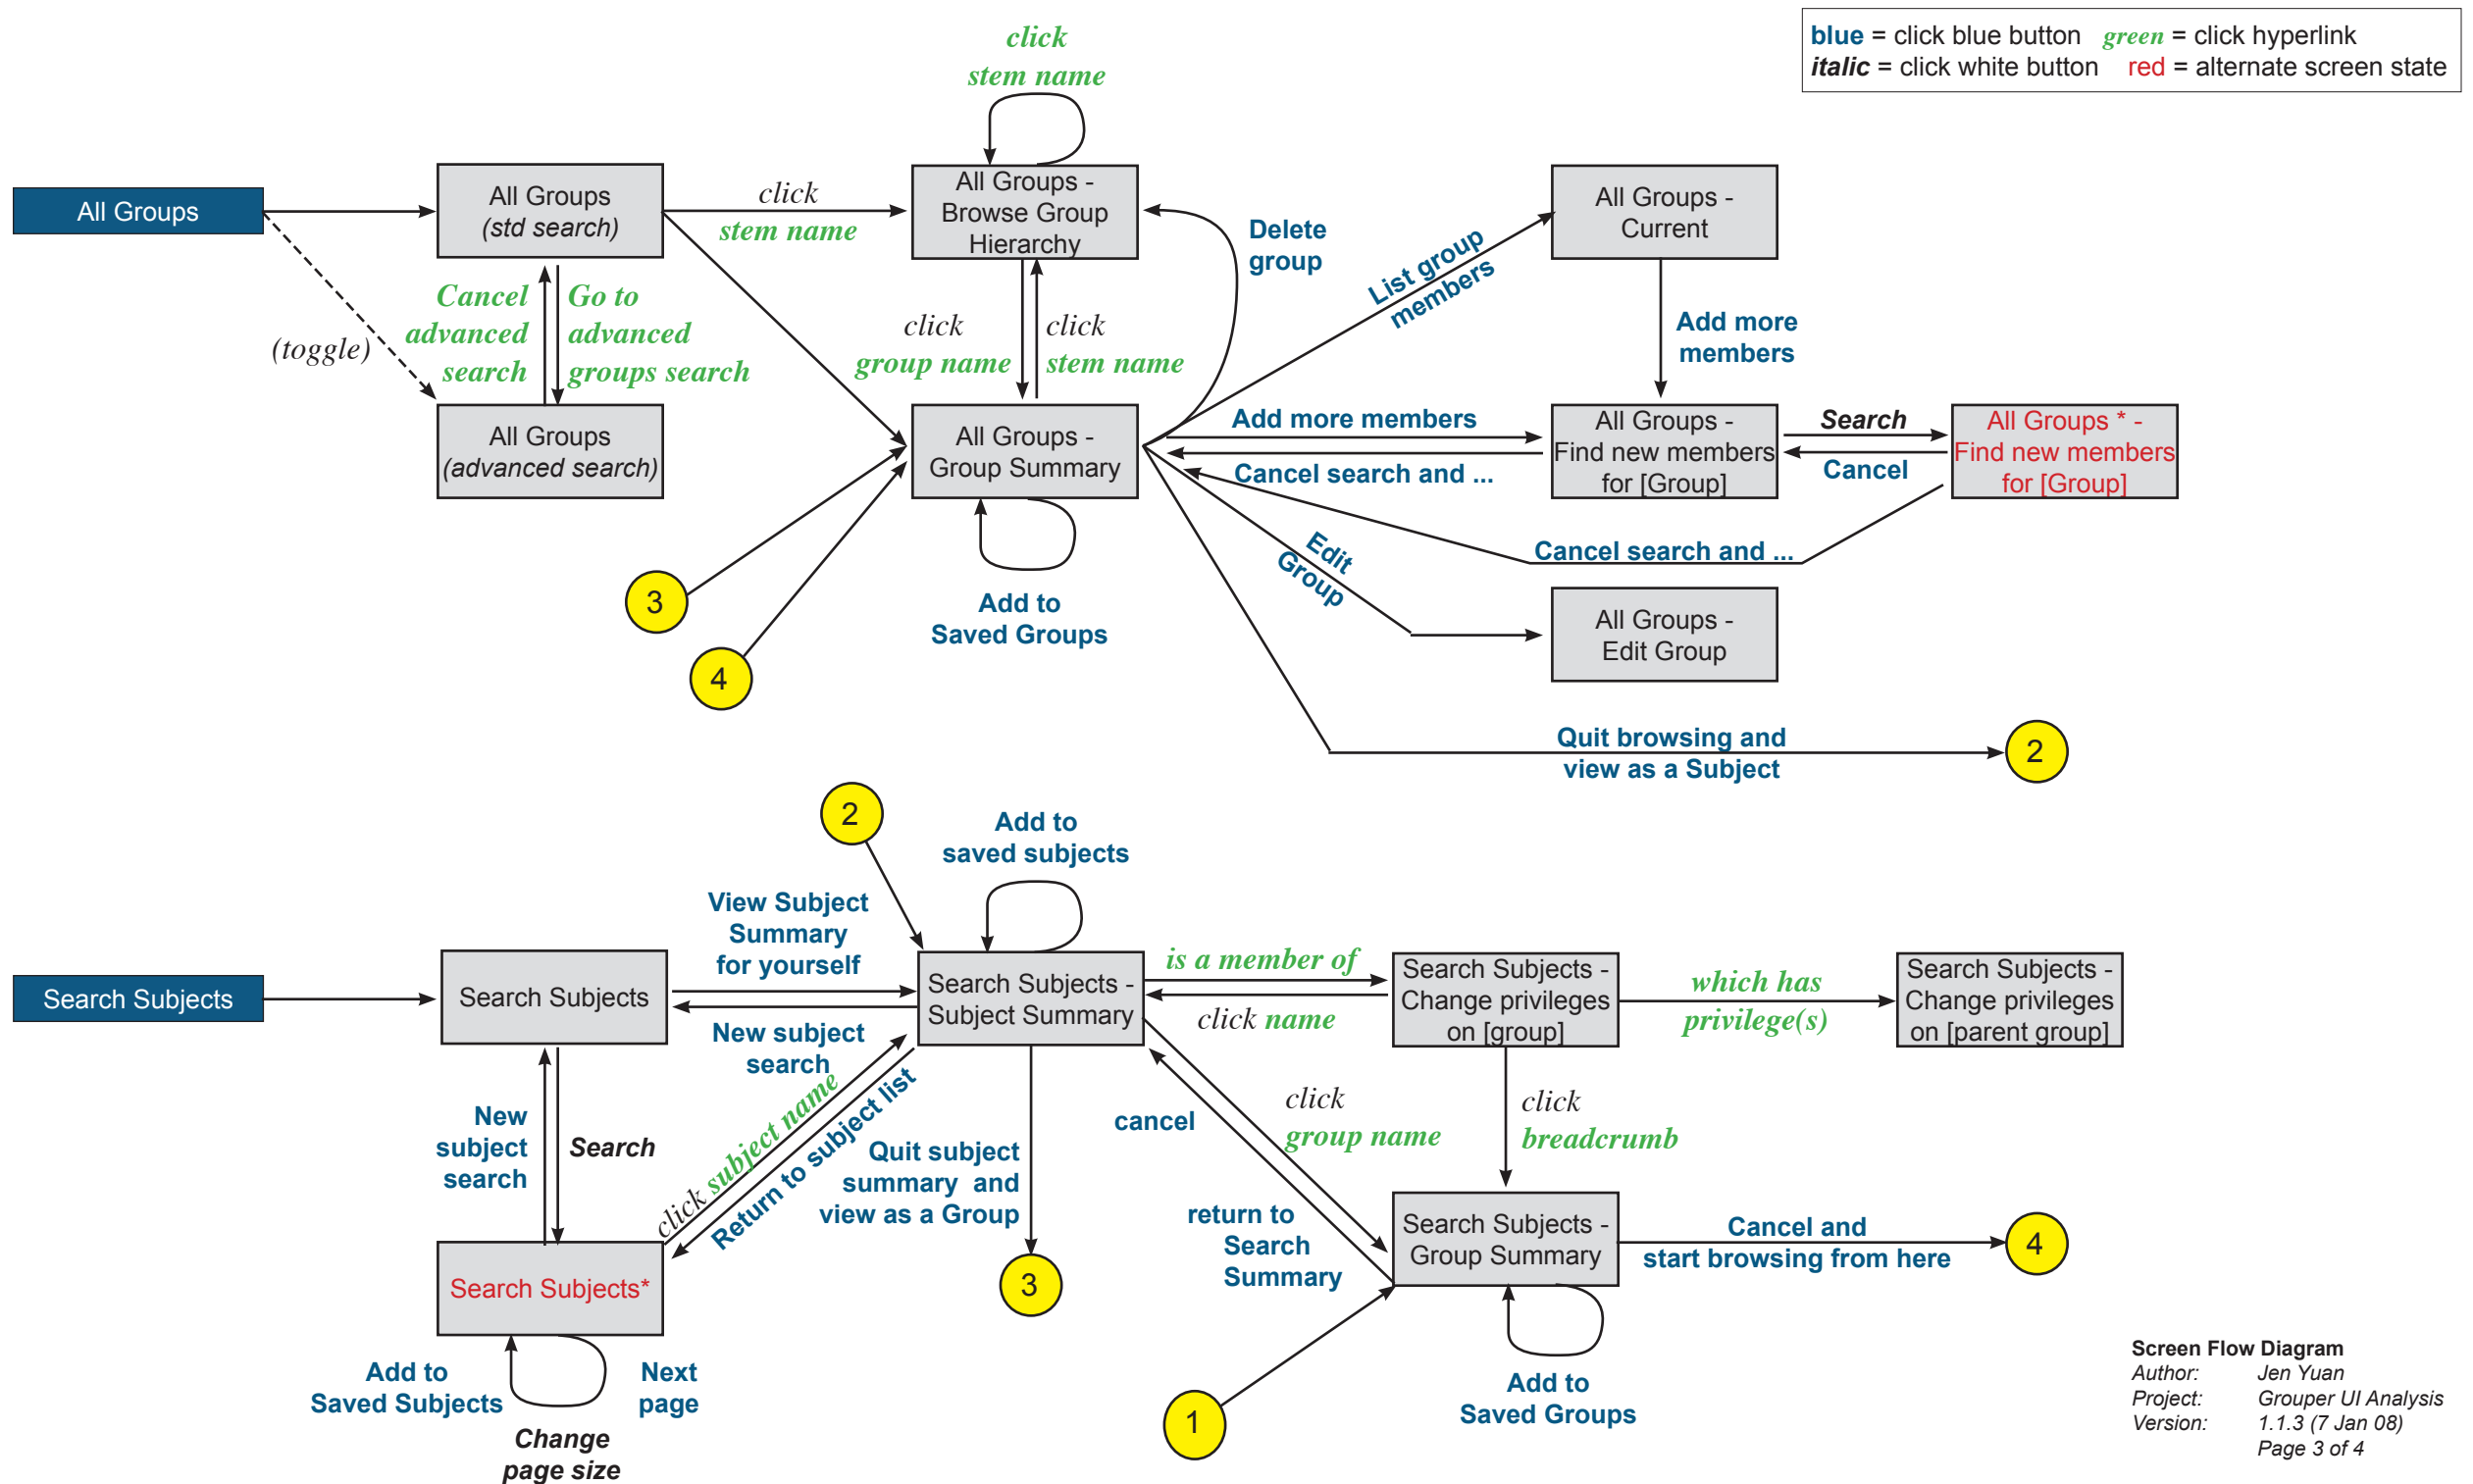 blue = click blue button   green = click hyperlink
italic = click white button   red = alternate screen state
click
stem name
All Groups
All Groups
(std search)
click
stem name
All Groups -
Browse Group
Hierarchy
Delete
group
List group
members
All Groups -
Current
(toggle)
Cancel
advanced
search
Go to
advanced
groups search
click
group name
click
stem name
Add more
members
All Groups
(advanced search)
All Groups -
Group Summary
Add more members
Cancel search and ...
All Groups -
Find new members
for [Group]
Search
Cancel
All Groups * -
Find new members
for [Group]
Cancel search and ...
Edit
Group
3
Add to
Saved Groups
All Groups -
Edit Group
4
Quit browsing and
view as a Subject
2
2
Add to
saved subjects
Search Subjects
Search Subjects
View Subject
Summary
for yourself
New subject
search
Search Subjects -
Subject Summary
is a member of
click name
Search Subjects -
Change privileges
on [group]
which has
privilege(s)
Search Subjects -
Change privileges
on [parent group]
New
subject
search
Search
click subject name
Return to subject list
Quit subject
summary  and
view as a Group
cancel
click
group name
click
breadcrumb
return to
Search
Summary
Search Subjects -
Group Summary
Cancel and
start browsing from here
4
Search Subjects*
3
Add to
Saved Subjects
Next
page
Change
page size
1
Add to
Saved Groups
Screen Flow Diagram
Author: Jen Yuan
Project: Grouper UI Analysis
Version: 1.1.3 (7 Jan 08)
Page 3 of 4